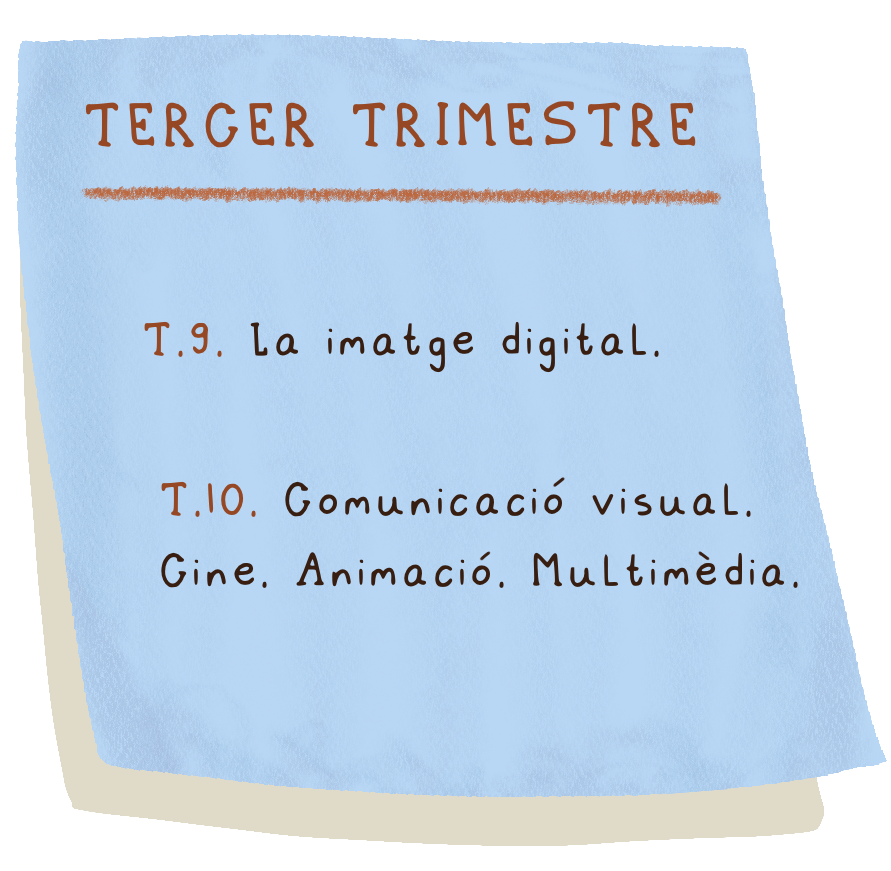 TERCER TRIMESTRE
T.9. La imatge digital.
T.10. Comunicació visual.
Cine. Animació. Multimèdia.